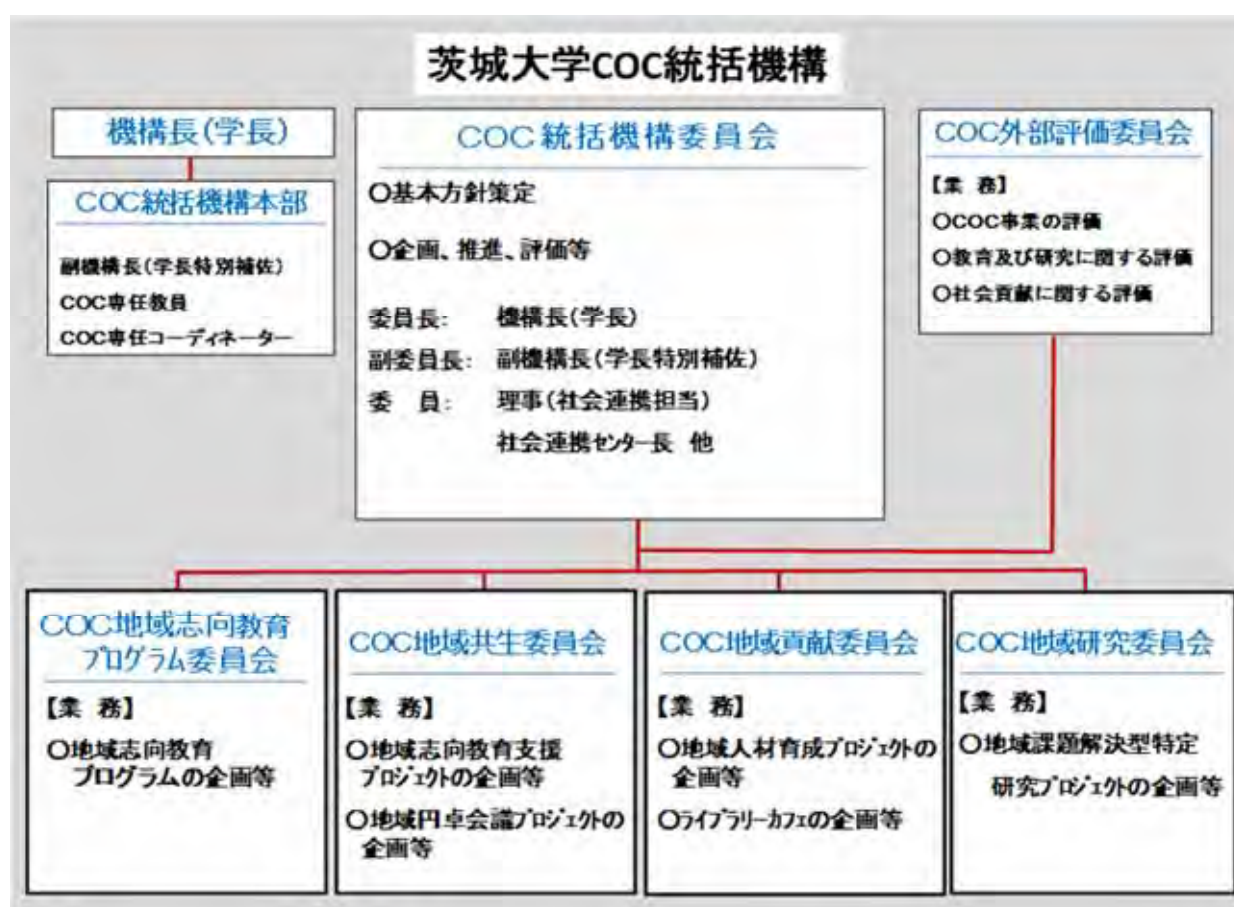 茨城大学COC統括機構
機構長(学長)
COC統括機構本部
副機構長(学長特別補佐)
COC専任教員
COC専任コーディネーター
COC統括機構委員会
〇基本方針策定
〇企画、推進、評価等
委員長: 機構長(学長)
副委員長: 副機構長(学長特別補佐)
委 員: 理事(社会連携担当)
社会連携センター長 他
COC外部評価委員会
【業 務】
〇COC事業の評価
〇教育及び研究に関する評価
〇社会貢献に関する評価
COC地域志向教育
プログラム委員会
【業 務】
〇地域志向教育
プログラムの企画等
COC地域共生委員会
【業 務】
〇地域志向教育支援
プロジェクトの企画等
〇地域円卓会議プロジェクトの
企画等
COC地域貢献委員会
【業 務】
〇地域人材育成プロジェクトの
企画等
〇ライブラリーカフェの企画等
COC地域研究委員会
【業 務】
〇地域課題解決型特定
研究プロジェクトの企画等